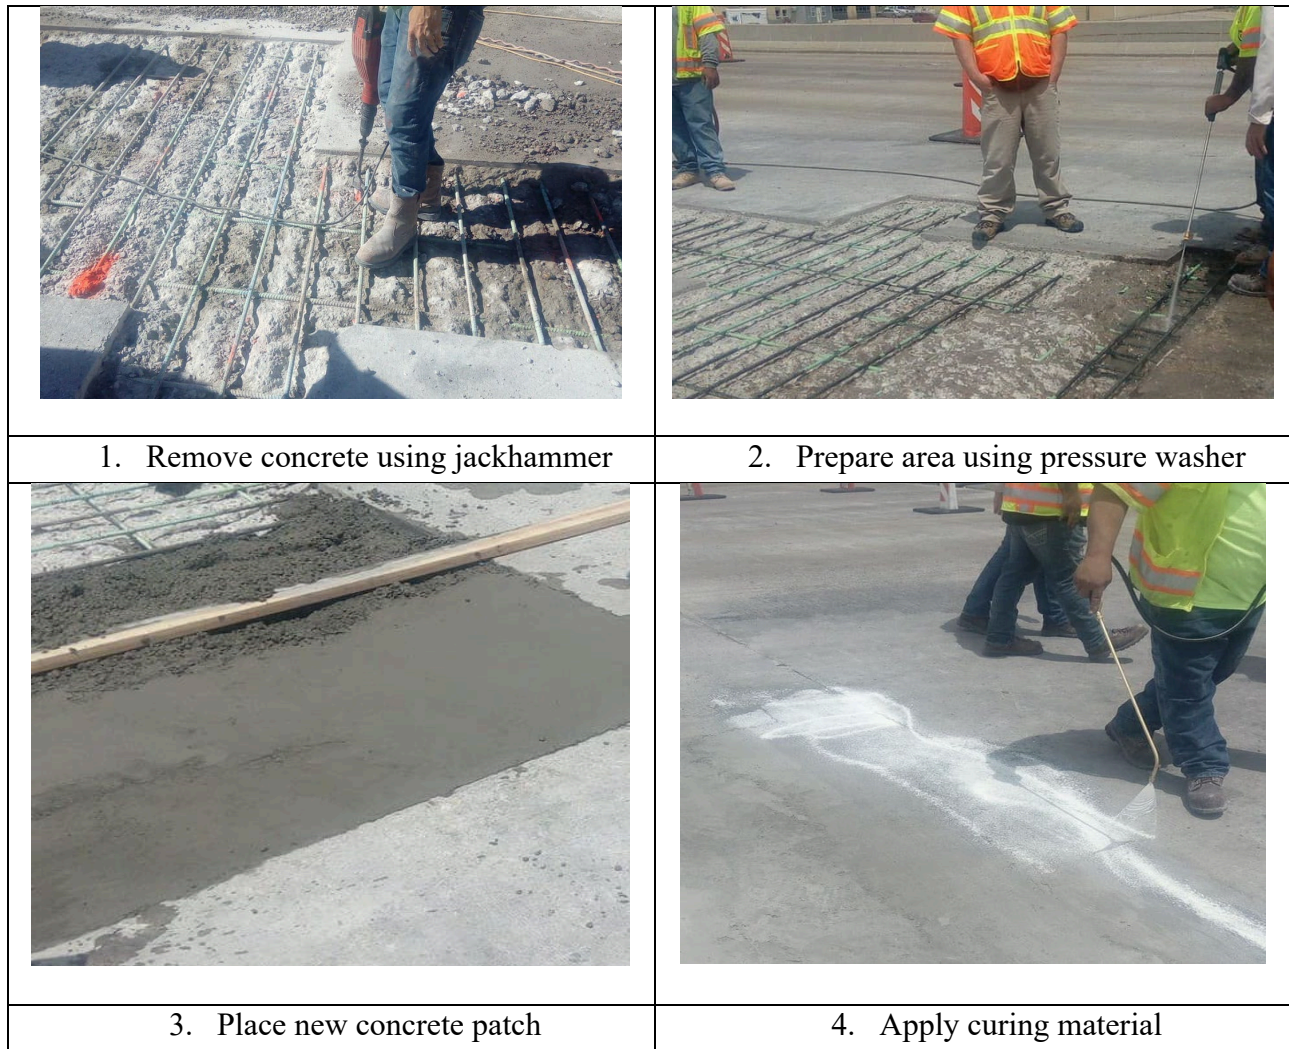 1. Remove concrete using jackhammer
2. Prepare area using pressure washer
3. Place new concrete patch
4. Apply curing material